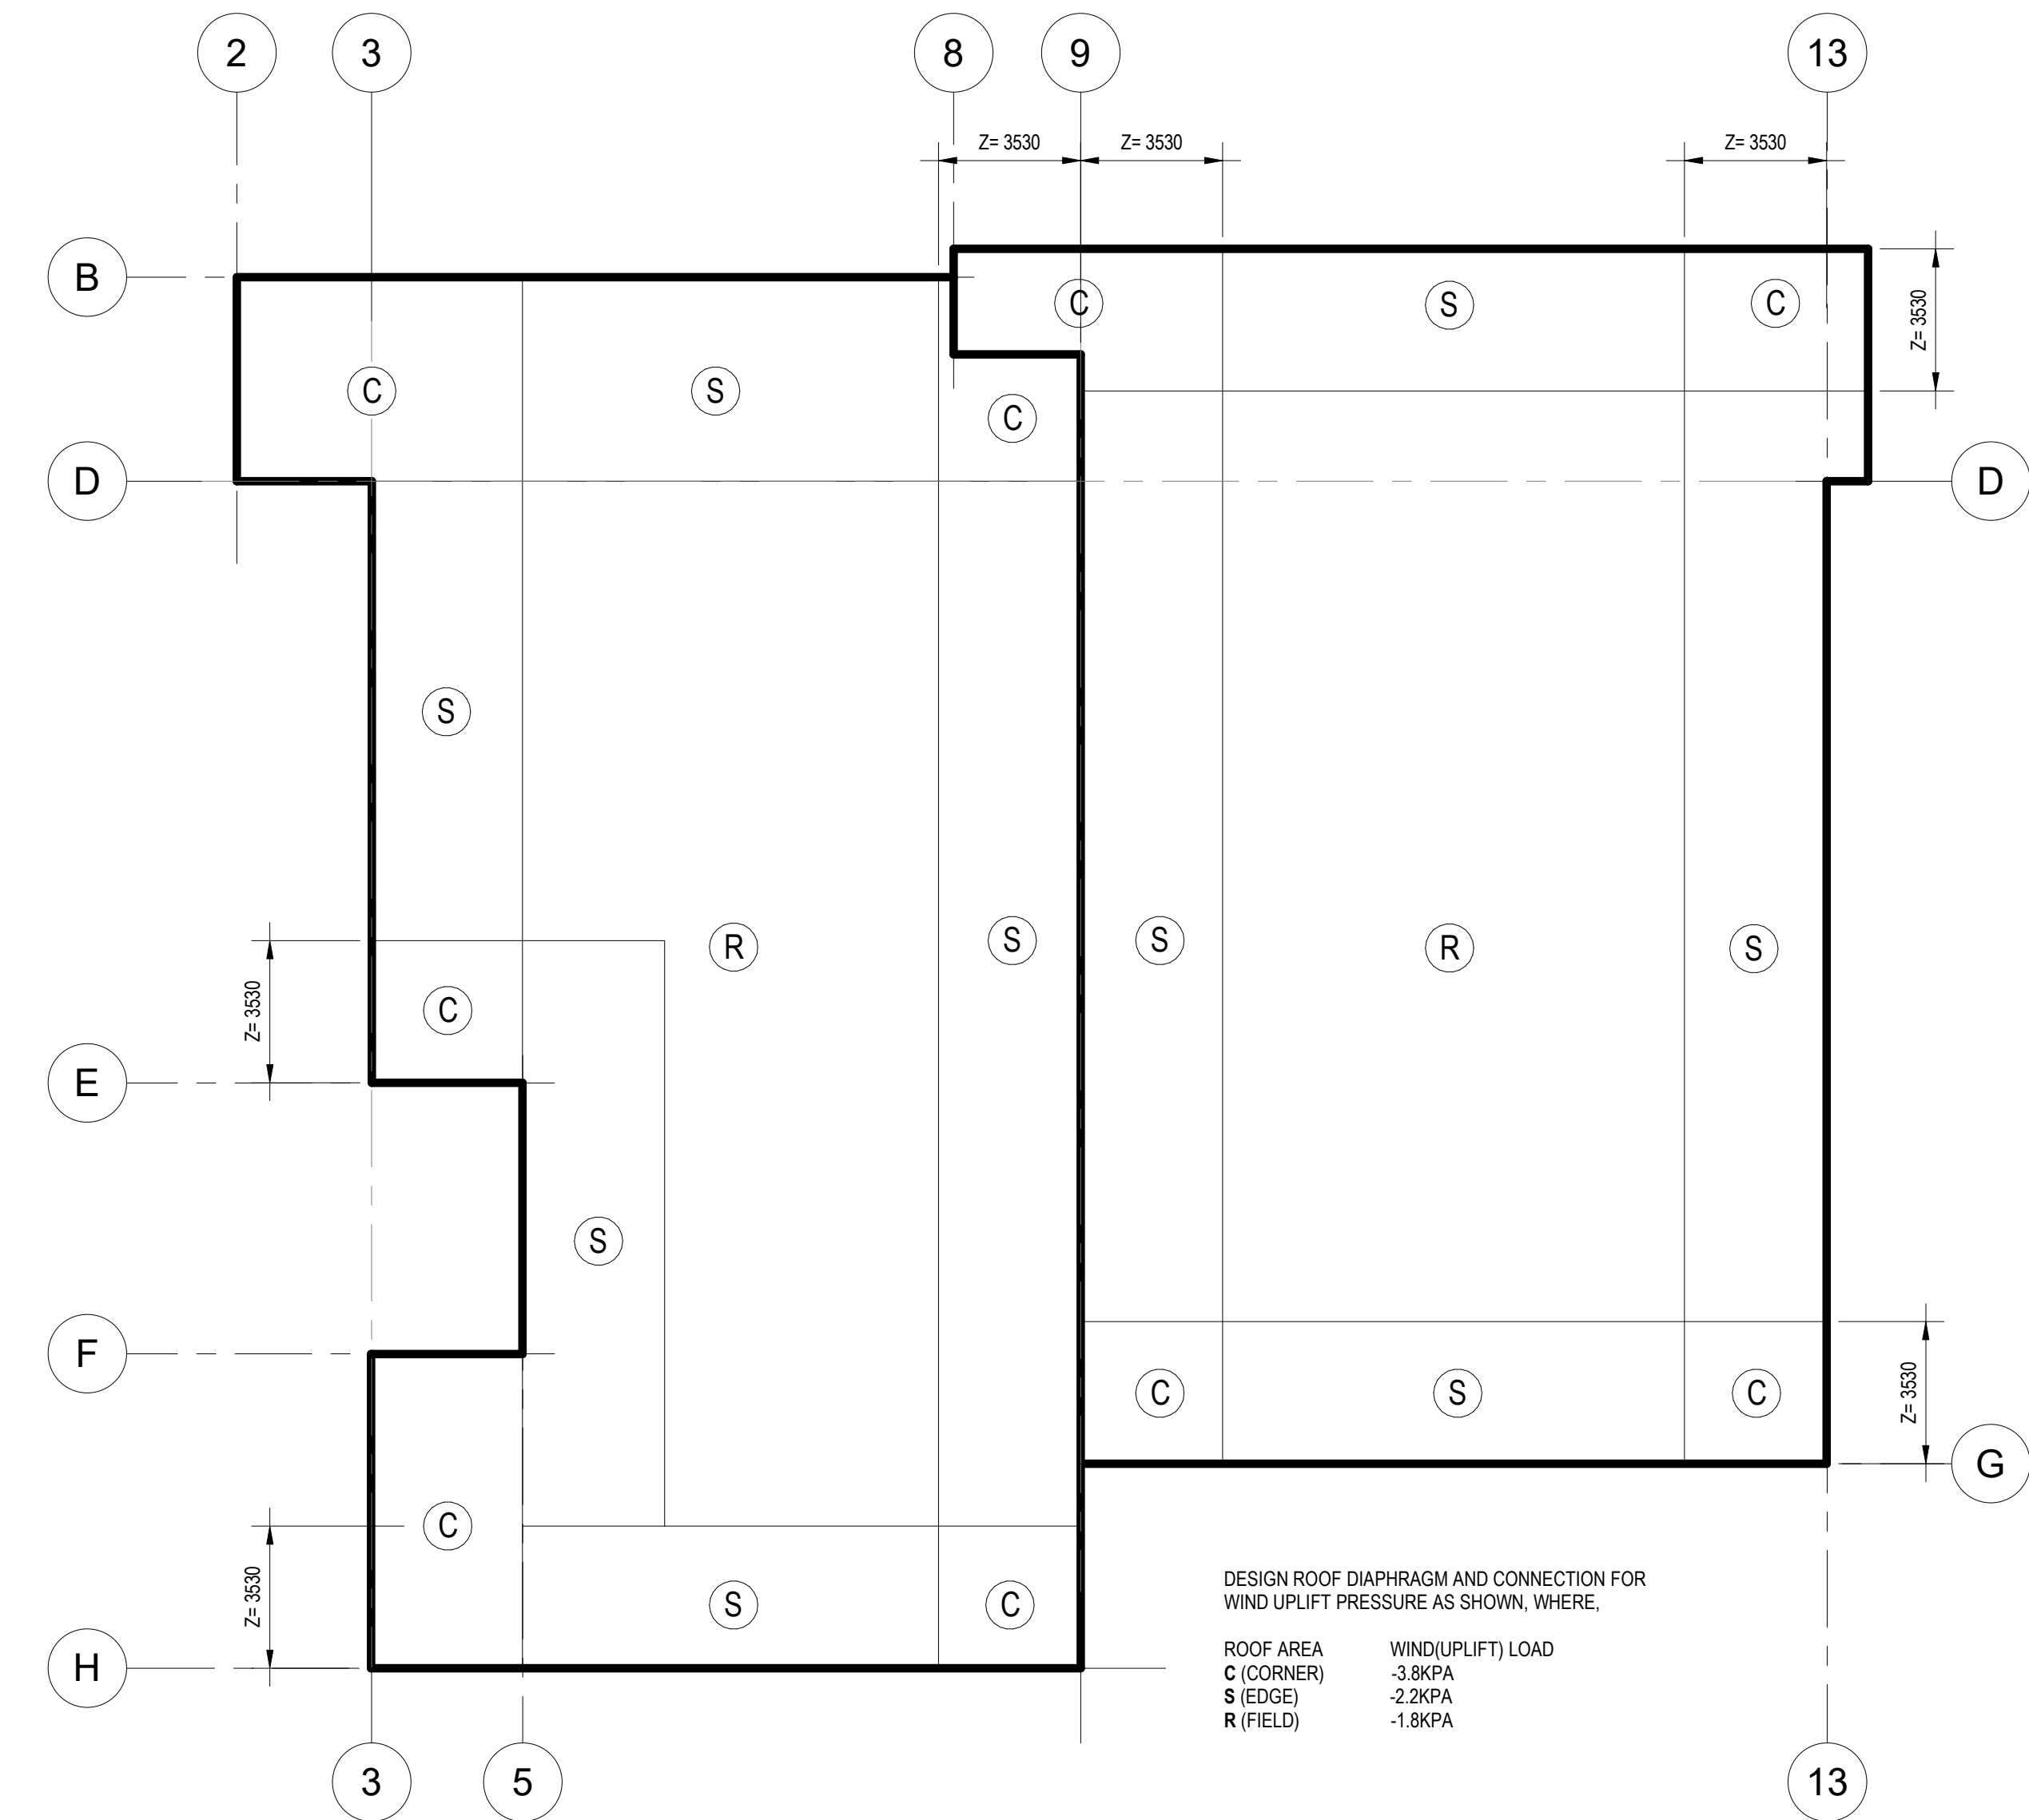 2 3 8 9 13
Z= 3530 Z= 3530 Z= 3530
B
C S C
Z= 3530
C S
C
D D
S
R S S R S
Z= 3530
C
E
S
F
C S C
Z= 3530
G
C
Z= 3530
S C
H
DESIGN ROOF DIAPHRAGM AND CONNECTION FOR
WIND UPLIFT PRESSURE AS SHOWN, WHERE,
ROOF AREA WIND(UPLIFT) LOAD
C (CORNER) -3.8KPA
S (EDGE) -2.2KPA
R (FIELD) -1.8KPA
3 5 13